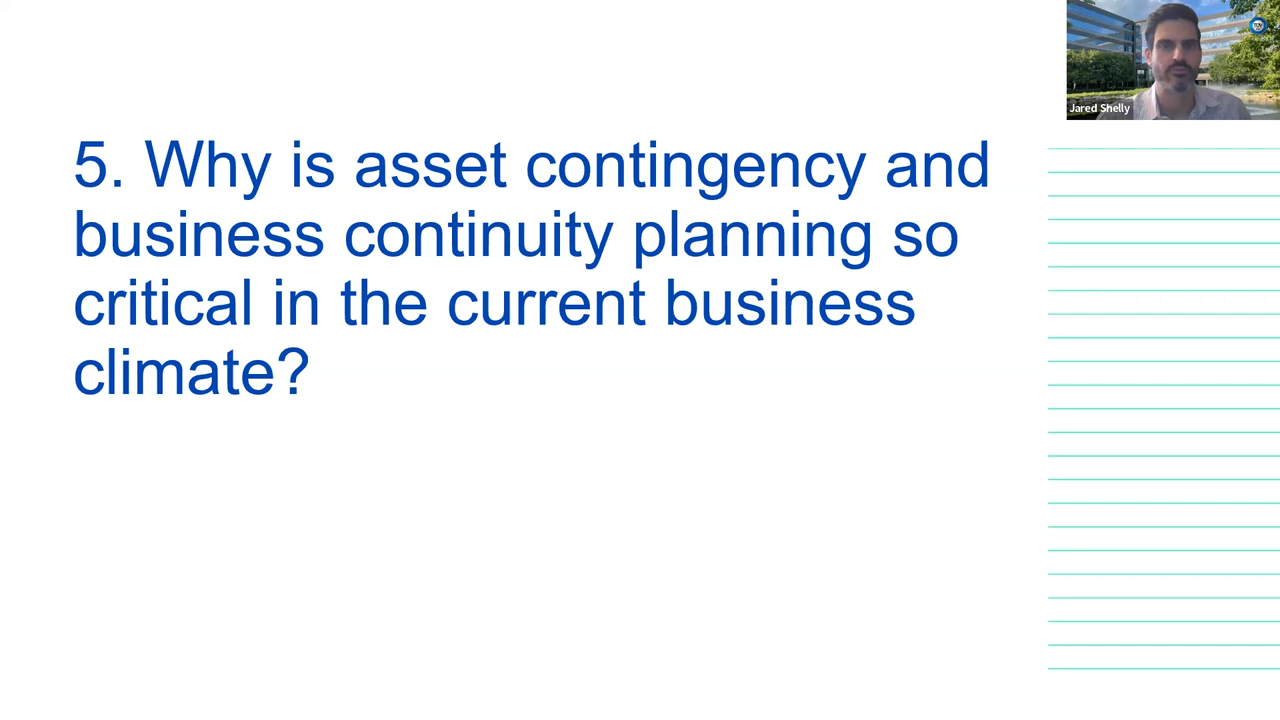 5. Why is asset contingency and
business continuity planning so
critical in the current business
climate?
Jared Shelly